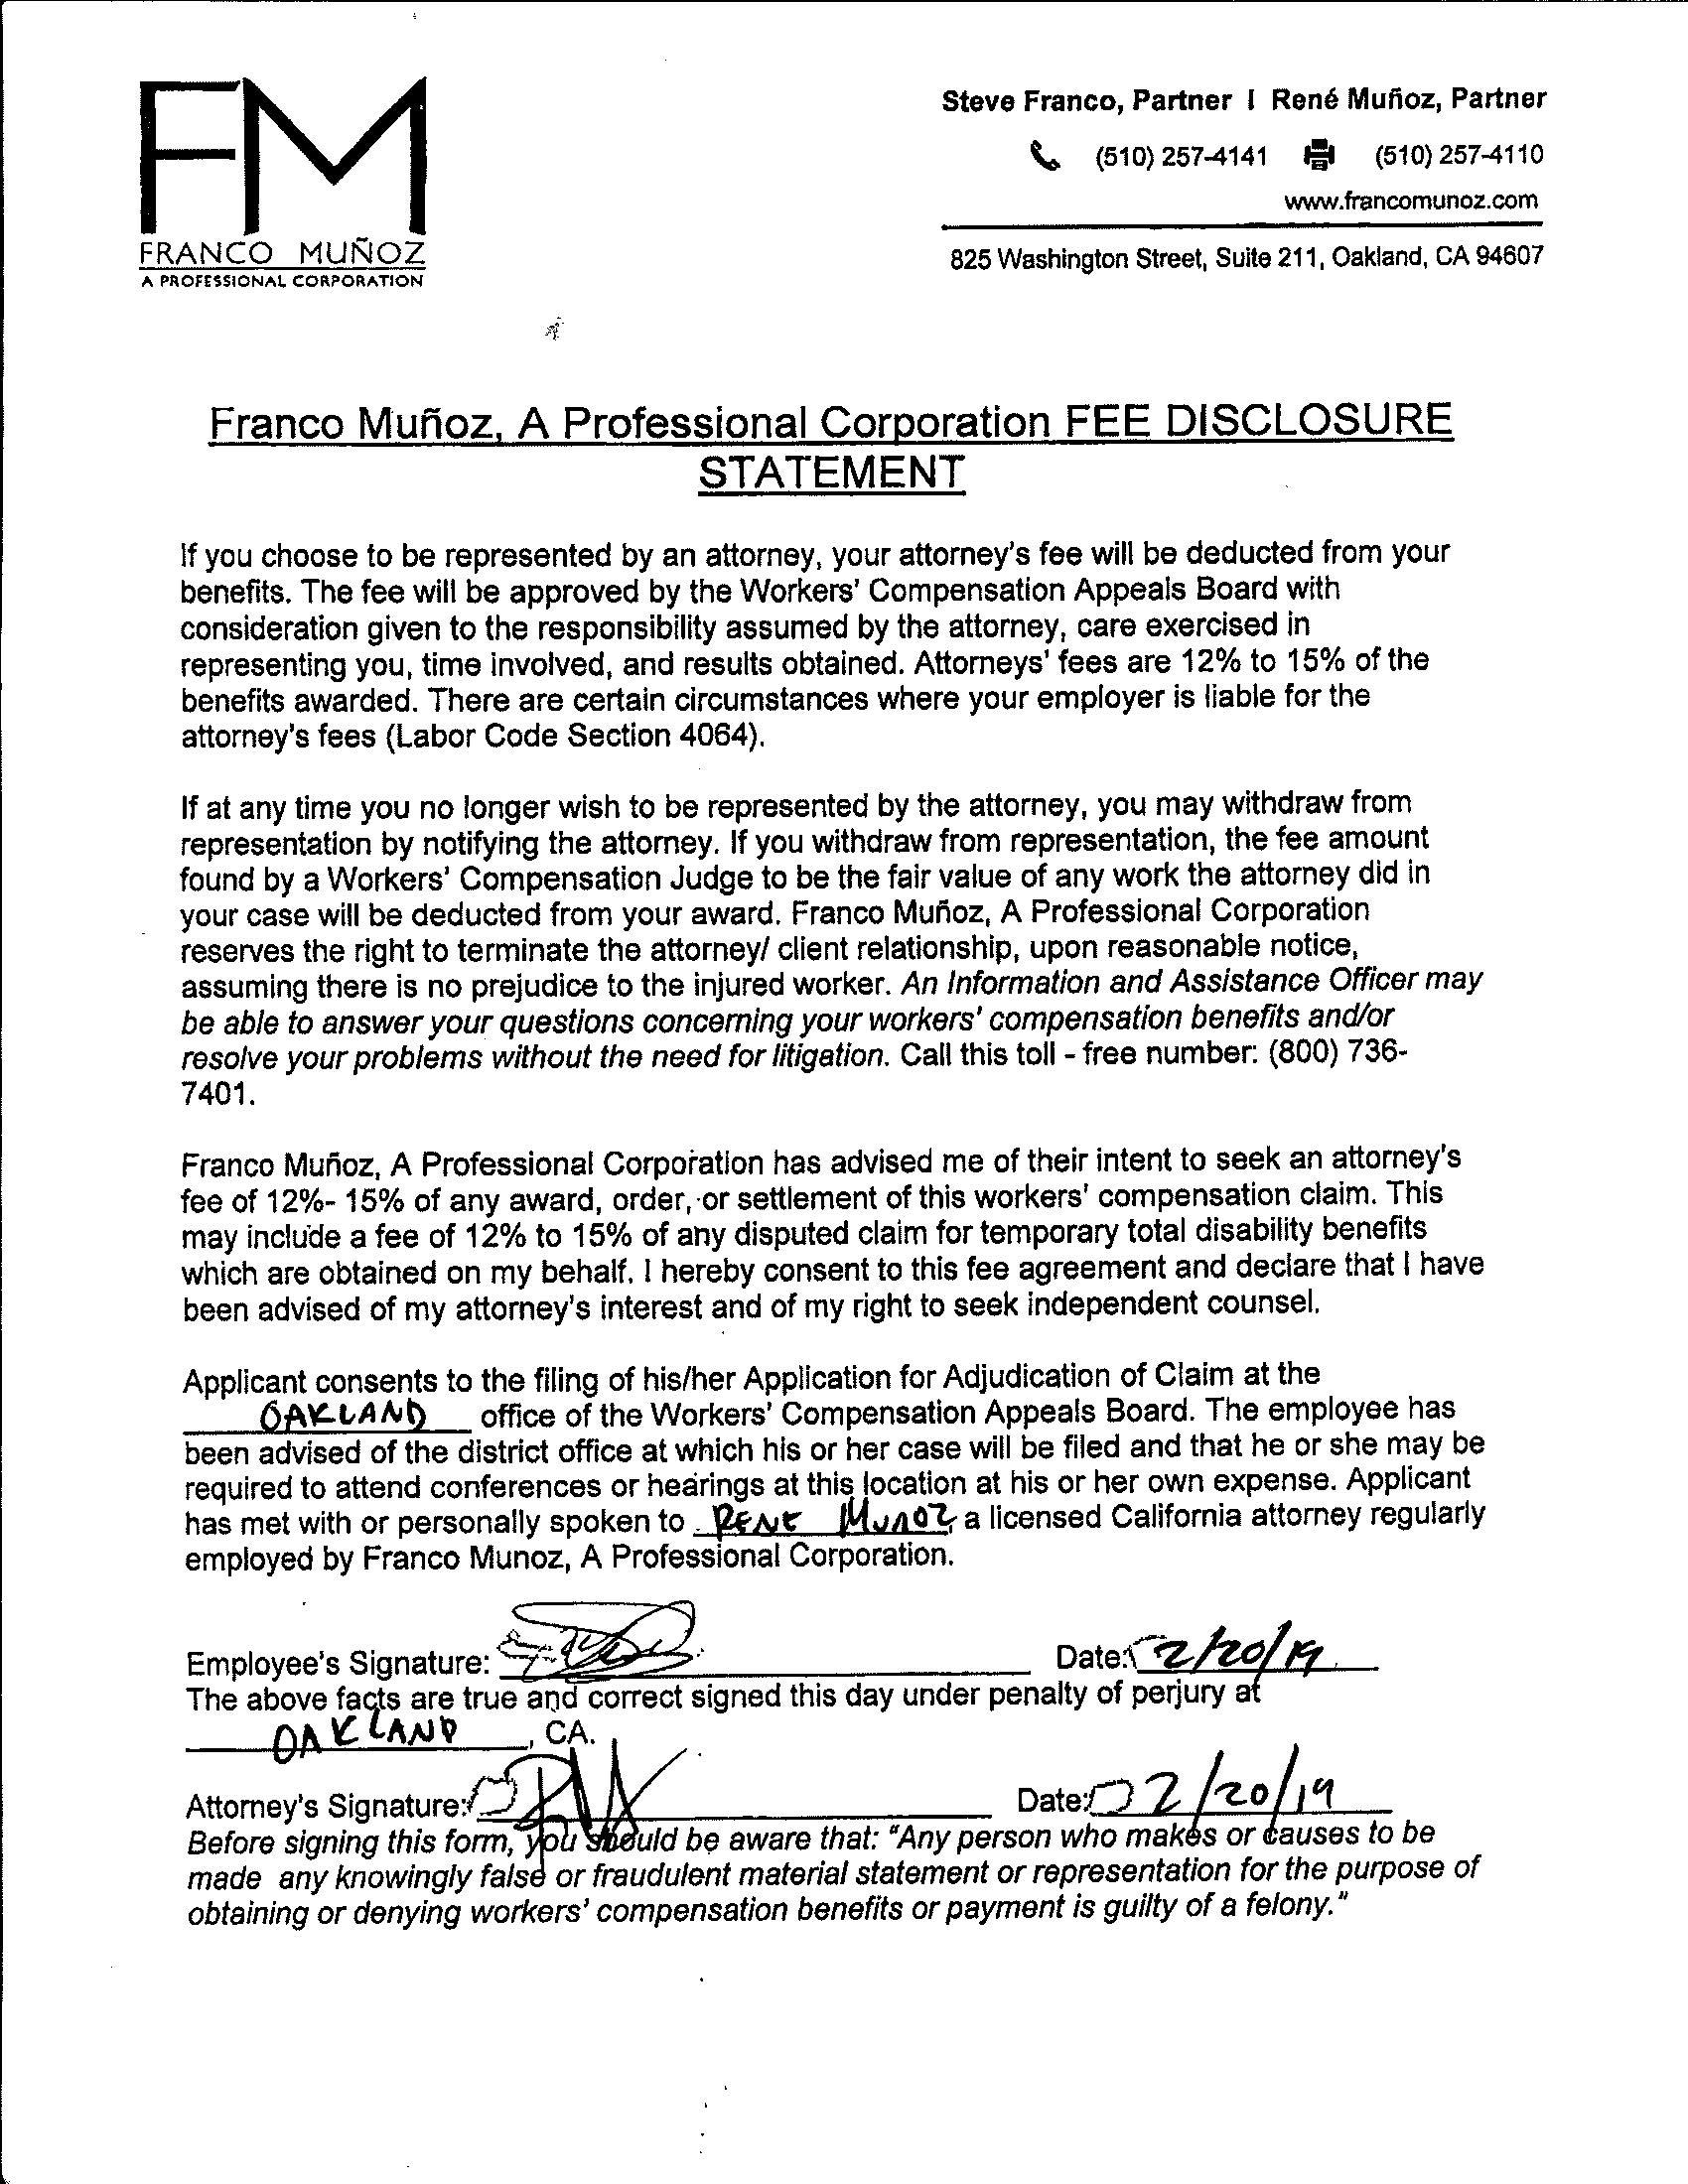 FM
FRANCO MUÑOZ
A PROFESSIONAL CORPORATION
Steve Franco, Partner | René Muñoz, Partner
(510) 257-4141 (510) 257-4110
www.francomunoz.com
825 Washington Street, Suite 211, Oakland, CA 94607
Franco Muñoz, A Professional Corporation FEE DISCLOSURE
STATEMENT
If you choose to be represented by an attorney, your attorney's fee will be deducted from your
benefits. The fee will be approved by the Workers' Compensation Appeals Board with
consideration given to the responsibility assumed by the attorney, care exercised in
representing you, time involved, and results obtained. Attorneys' fees are 12% to 15% of the
benefits awarded. There are certain circumstances where your employer is liable for the
attorney's fees (Labor Code Section 4064).
If at any time you no longer wish to be represented by the attorney, you may withdraw from
representation by notifying the attorney. If you withdraw from representation, the fee amount
found by a Workers' Compensation Judge to be the fair value of any work the attorney did in
your case will be deducted from your award. Franco Muñoz, A Professional Corporation
reserves the right to terminate the attorney/ client relationship, upon reasonable notice,
assuming there is no prejudice to the injured worker. An Information and Assistance Officer may
be able to answer your questions concerning your workers' compensation benefits and/or
resolve your problems without the need for litigation. Call this toll - free number: (800) 736-
7401.
Franco Muñoz, A Professional Corporation has advised me of their intent to seek an attorney's
fee of 12%- 15% of any award, order, or settlement of this workers' compensation claim. This
may include a fee of 12% to 15% of any disputed claim for temporary total disability benefits
which are obtained on my behalf. I hereby consent to this fee agreement and declare that I have
been advised of my attorney's interest and of my right to seek independent counsel.
Applicant consents to the filing of his/her Application for Adjudication of Claim at the
OAKLAND office of the Workers' Compensation Appeals Board. The employee has
been advised of the district office at which his or her case will be filed and that he or she may be
required to attend conferences or hearings at this location at his or her own expense. Applicant
has met with or personally spoken to RENE MUNOZ, a licensed California attorney regularly
employed by Franco Munoz, A Professional Corporation.
Employee's Signature: Date: 2/20/19
The above facts are true and correct signed this day under penalty of perjury at
OAKLAND, CA.
Attorney's Signature: Date: 2/20/19
Before signing this form, you should be aware that: "Any person who makes or causes to be
made any knowingly false or fraudulent material statement or representation for the purpose of
obtaining or denying workers' compensation benefits or payment is guilty of a felony."